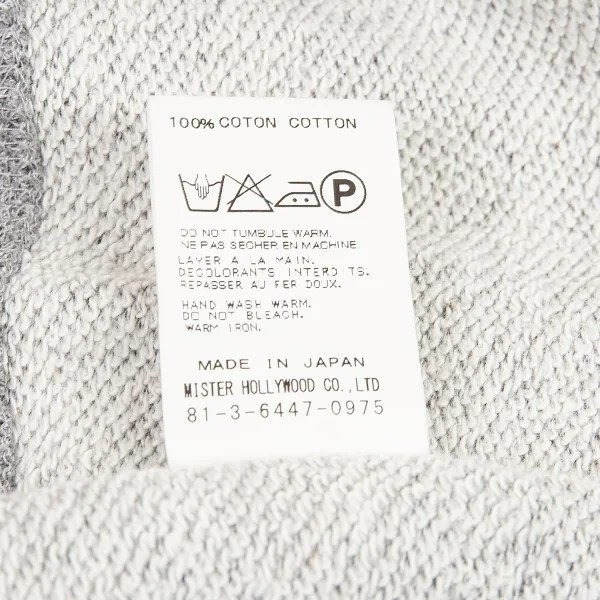 100% COTON COTTON
P
DO NOT TUMBULE WARM.
NE PAS SECHER EN MACHINE.
LAVER A LA MAIN.
DECOLORANTS INTERDITS.
REPASSER AU FER DOUX.
HAND WASH WARM.
DO NOT BLEACH.
WARM IRON.
MADE IN JAPAN
MISTER HOLLYWOOD CO.,LTD
81-3-6447-0975